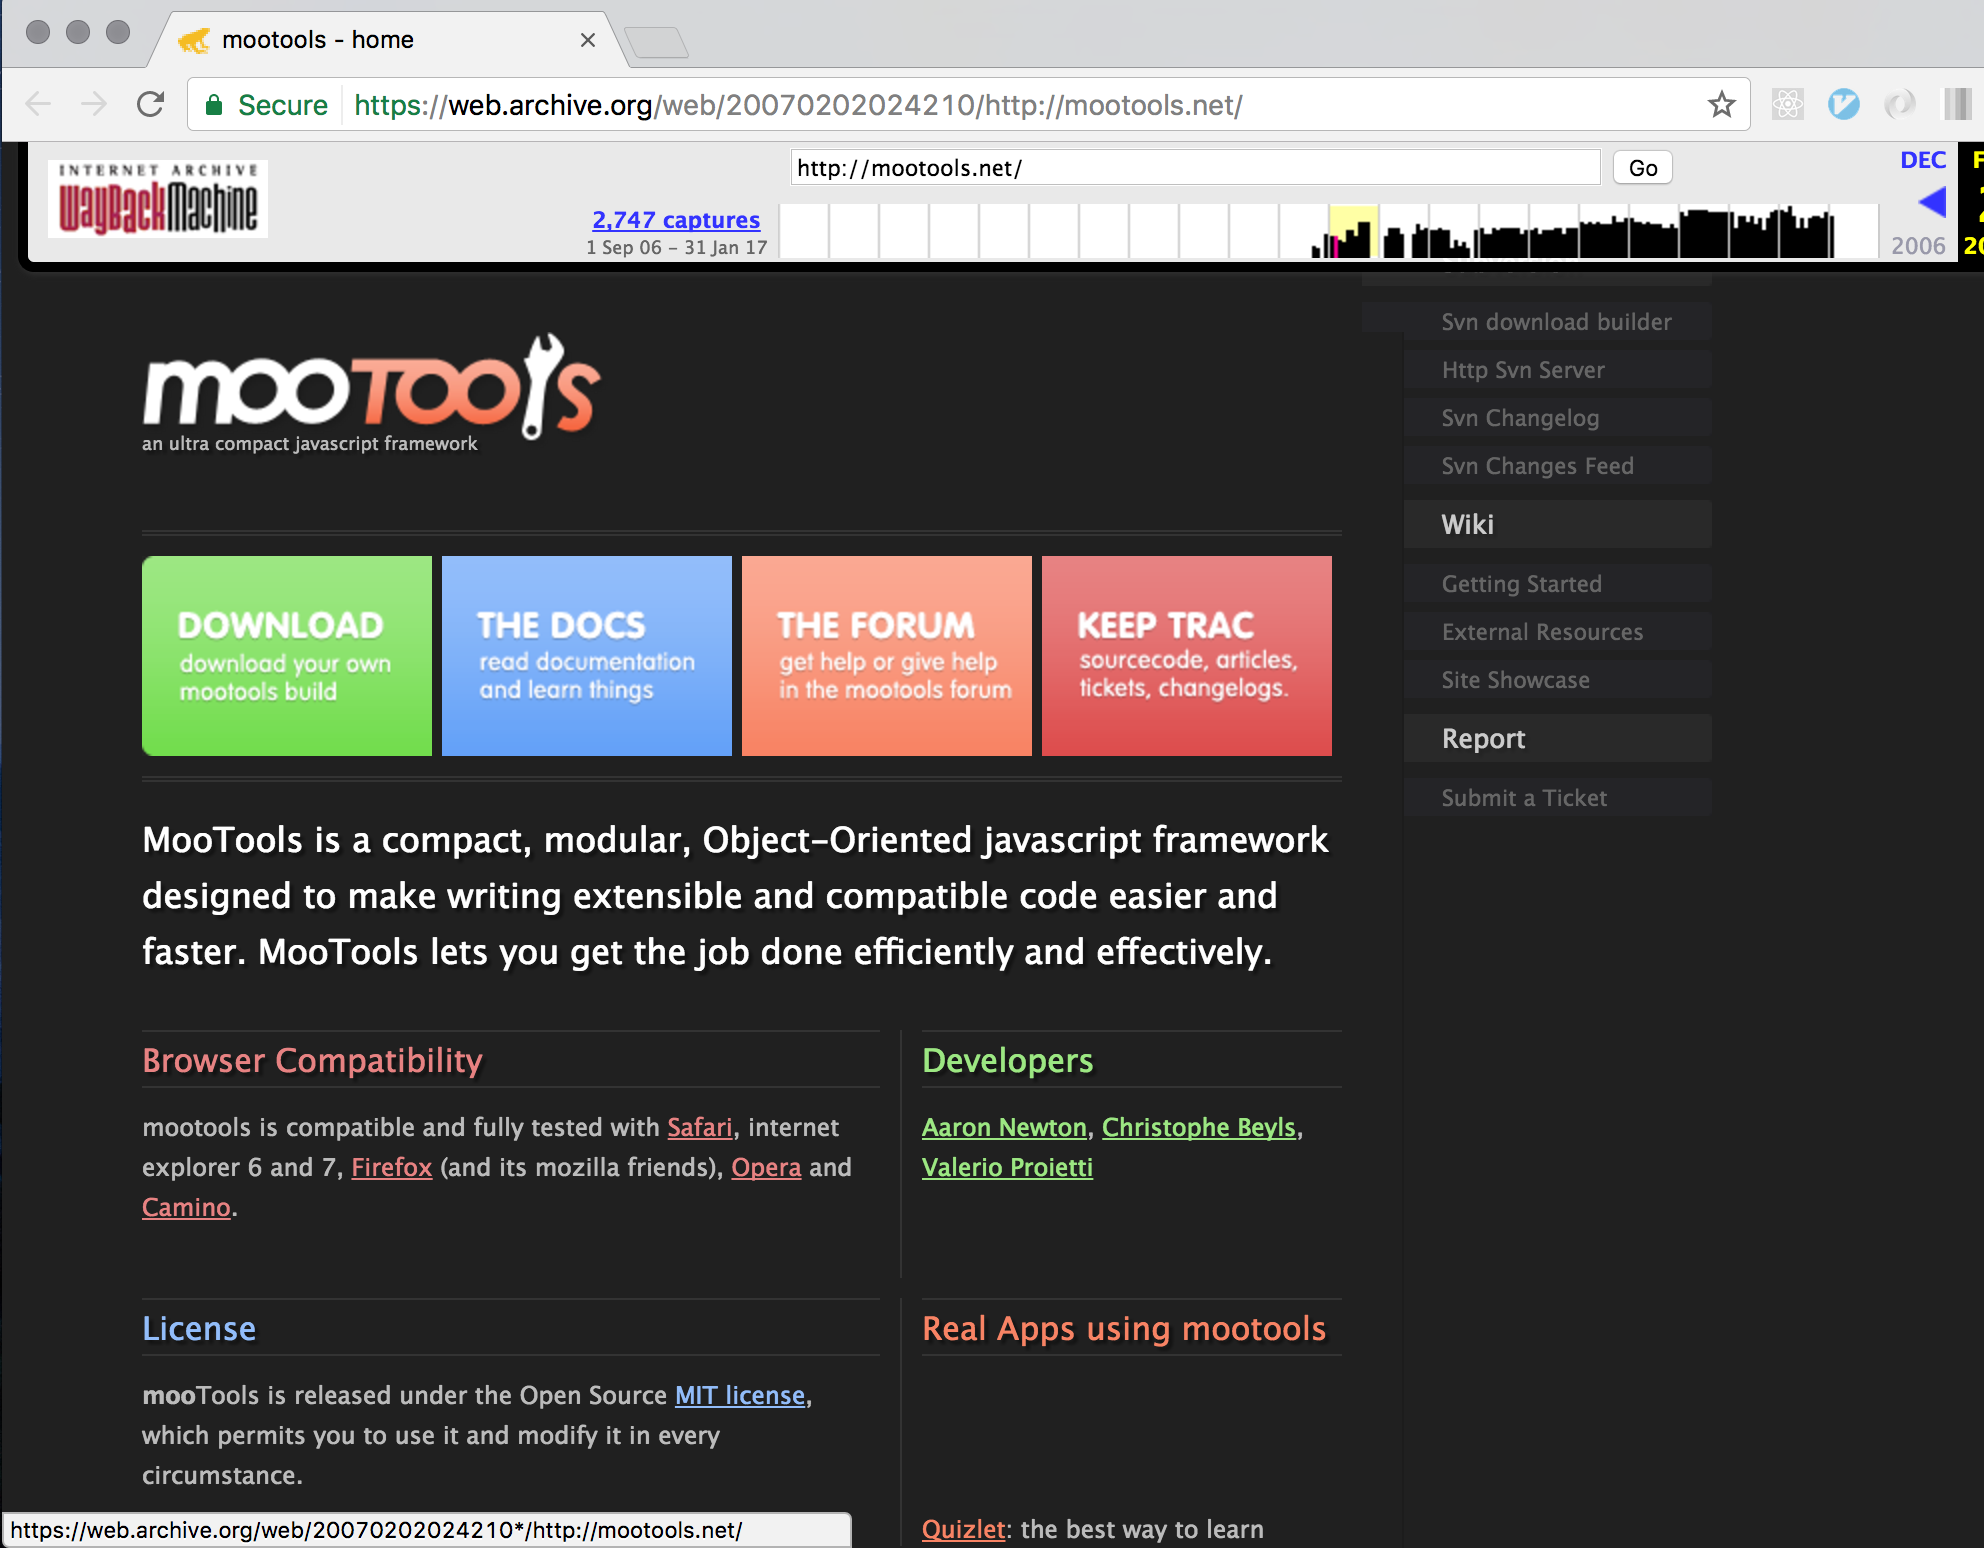 mootools - home
Secure
https://web.archive.org/web/20070202024210/http://mootools.net/
INTERNET ARCHIVE
WayBackMachine
http://mootools.net/
Go
2,747 captures
1 Sep 06 - 31 Jan 17
DEC
2006
mooTools
an ultra compact javascript framework
DOWNLOAD
download your own
mootools build
THE DOCS
read documentation
and learn things
THE FORUM
get help or give help
in the mootools forum
KEEP TRAC
sourcecode, articles,
tickets, changelogs.
MooTools is a compact, modular, Object-Oriented javascript framework
designed to make writing extensible and compatible code easier and
faster. MooTools lets you get the job done efficiently and effectively.
Browser Compatibility
mootools is compatible and fully tested with Safari, internet
explorer 6 and 7, Firefox (and its mozilla friends), Opera and
Camino.
Developers
Aaron Newton, Christophe Beyls,
Valerio Proietti
License
mooTools is released under the Open Source MIT license,
which permits you to use it and modify it in every
circumstance.
Real Apps using mootools
Quizlet: the best way to learn
Svn download builder
Http Svn Server
Svn Changelog
Svn Changes Feed
Wiki
Getting Started
External Resources
Site Showcase
Report
Submit a Ticket
https://web.archive.org/web/20070202024210*/http://mootools.net/